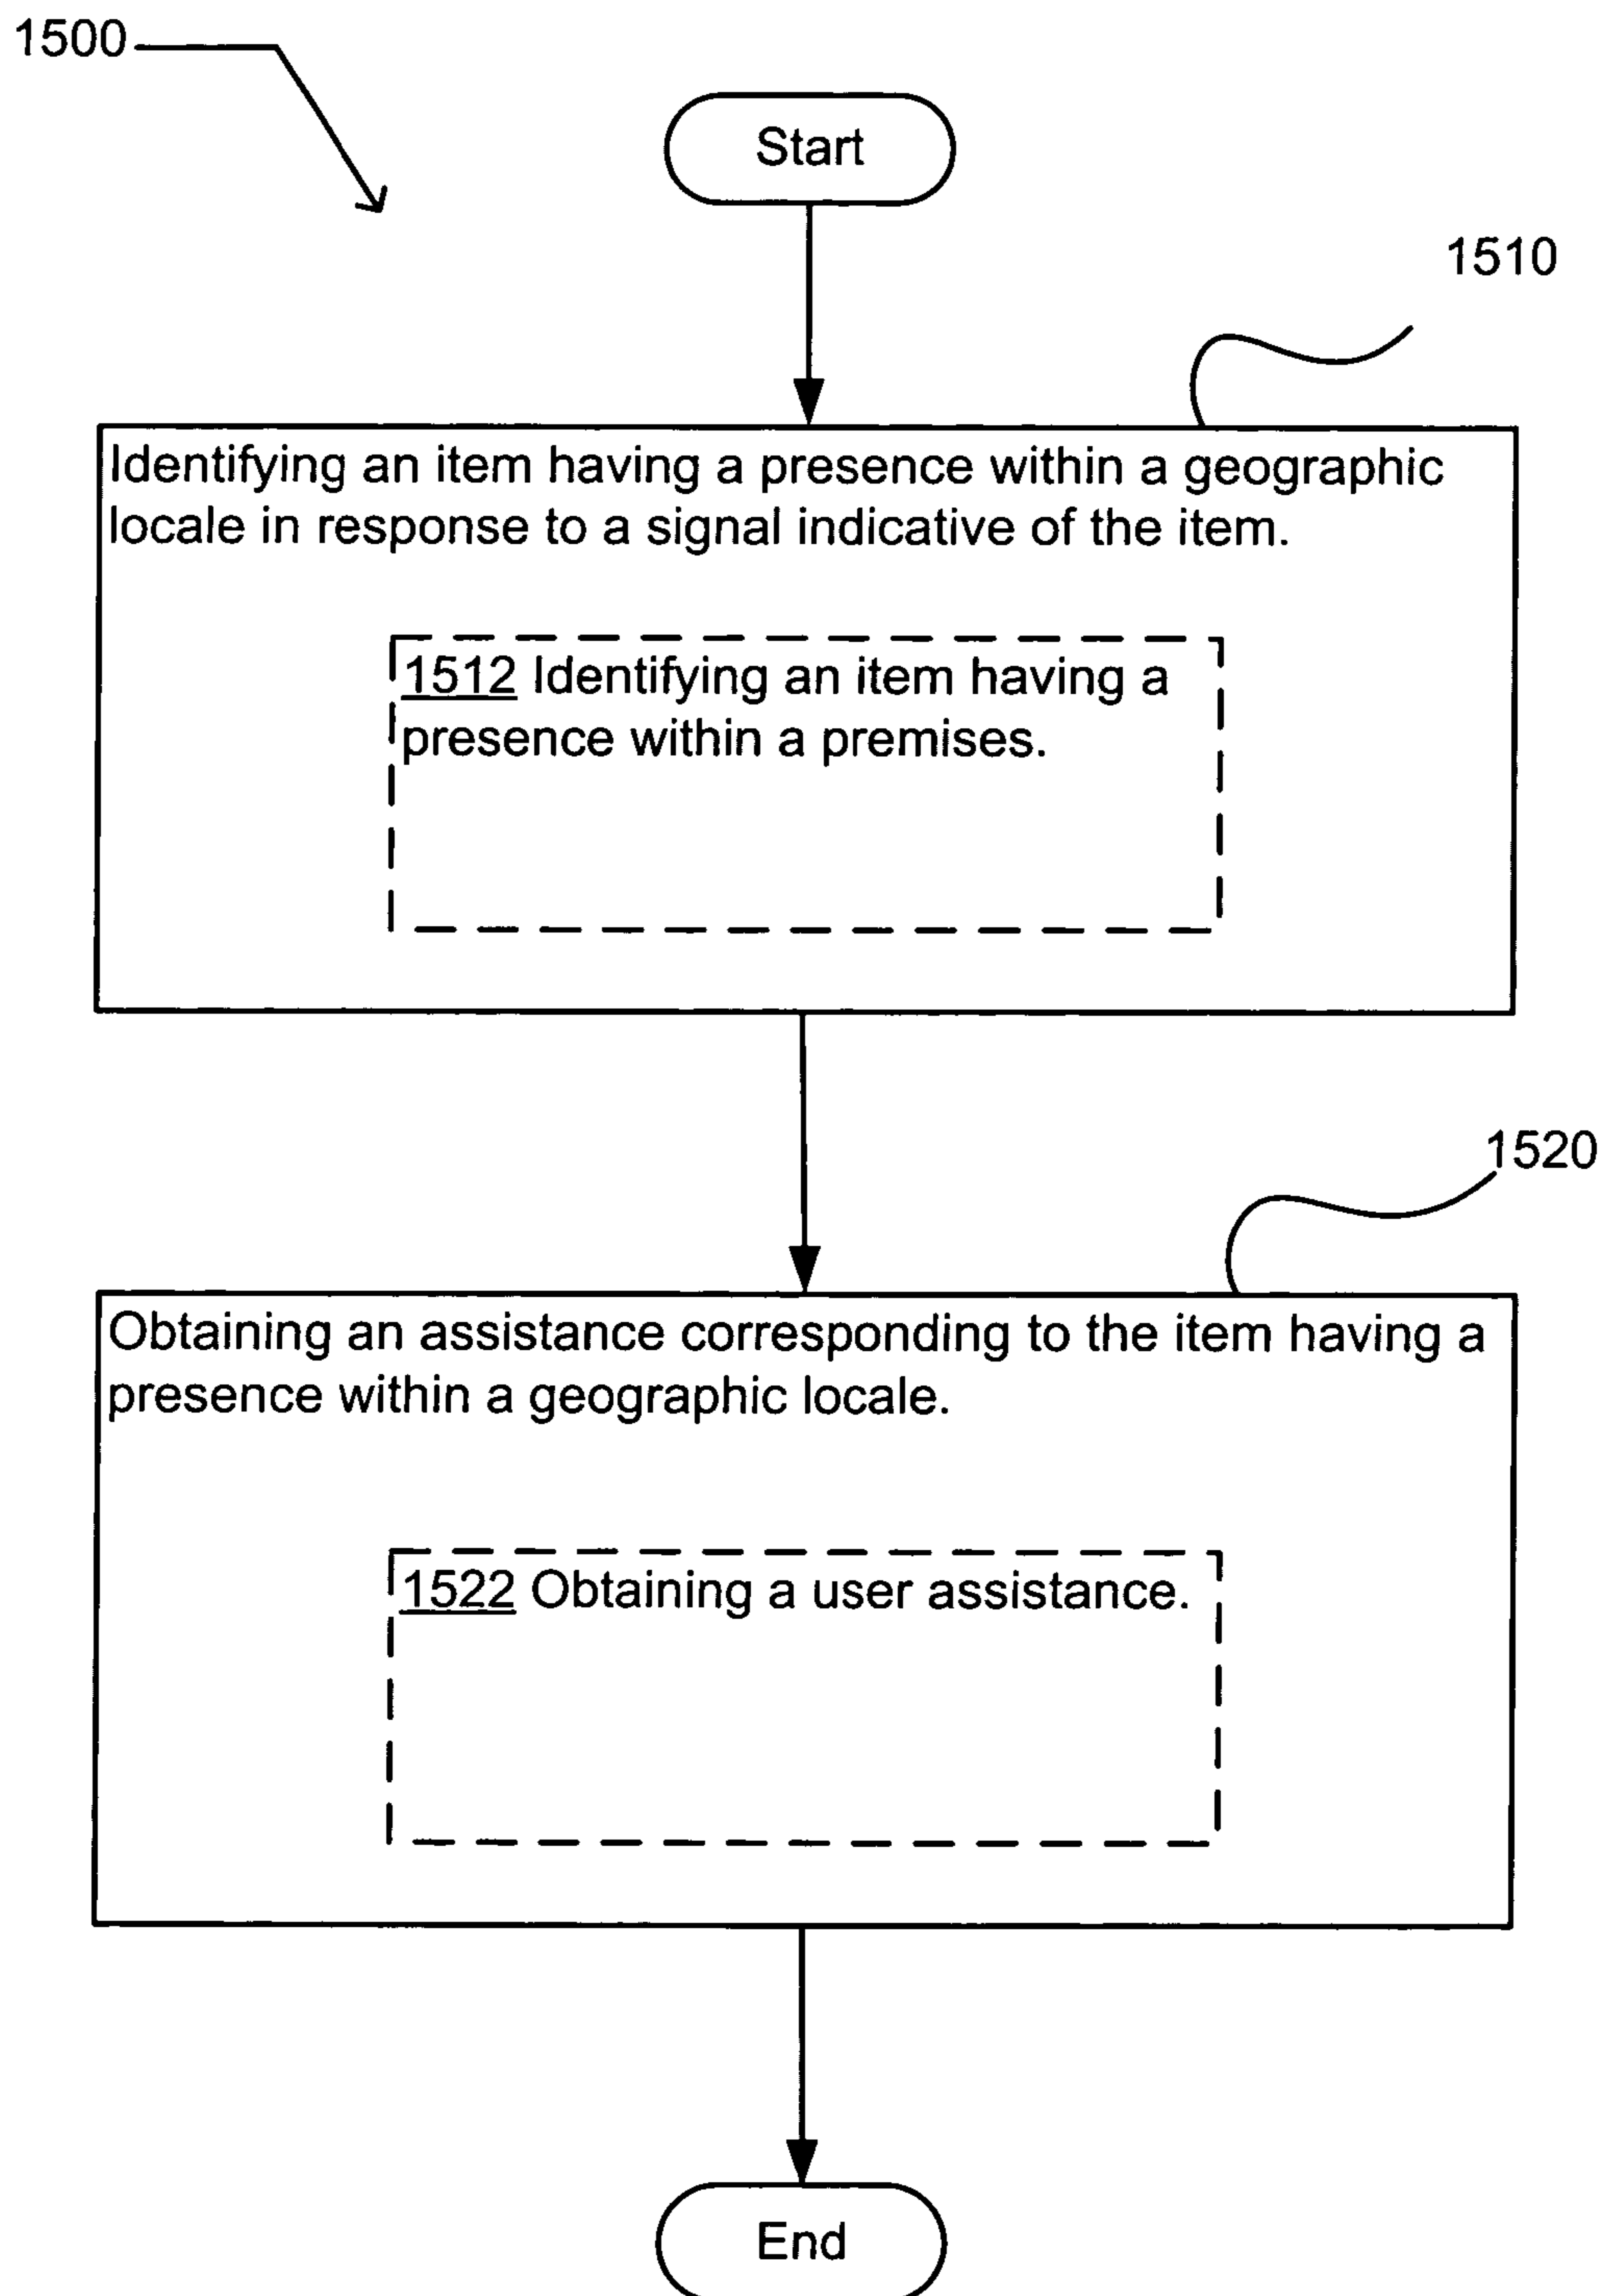 1500
Start
1510
Identifying an item having a presence within a geographic
locale in response to a signal indicative of the item.
1512 Identifying an item having a
presence within a premises.
1520
Obtaining an assistance corresponding to the item having a
presence within a geographic locale.
1522 Obtaining a user assistance.
End